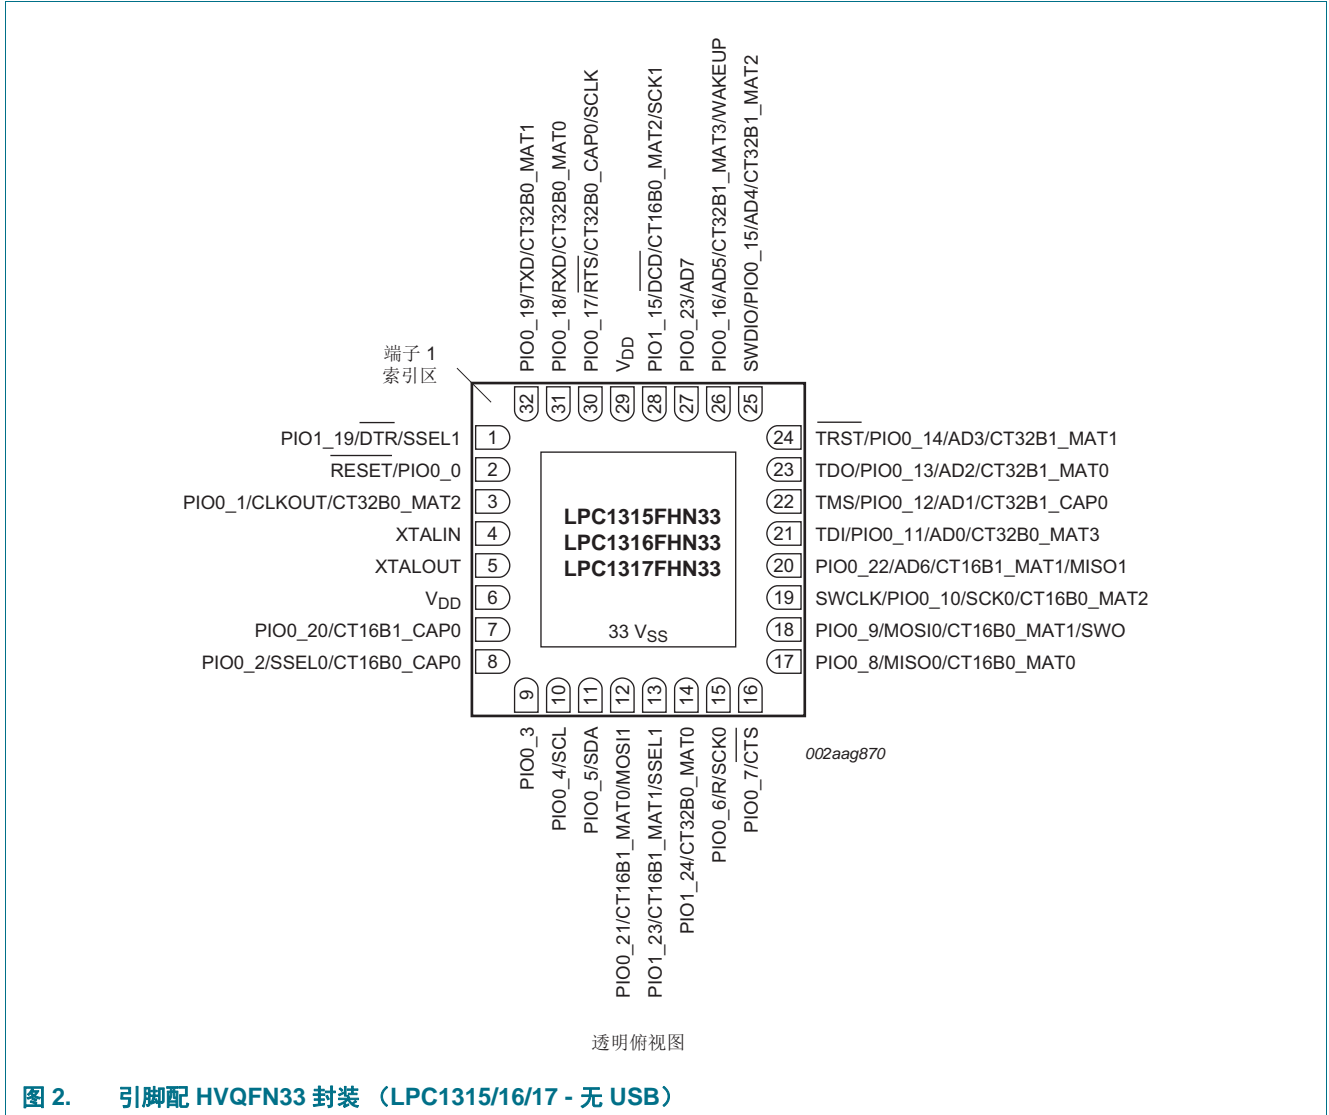 PIO0_19/TXD/CT32B0_MAT1
PIO0_18/RXD/CT32B0_MAT0
PIO0_17/RTS/CT32B0_CAP0/SCLK
VDD
PIO1_15/DCD/CT16B0_MAT2/SCK1
PIO0_23/AD7
PIO0_16/AD5/CT32B1_MAT3/WAKEUP
SWDIO/PIO0_15/AD4/CT32B1_MAT2
端子 1
索引区
32
31
30
29
28
27
26
25
PIO1_19/DTR/SSEL1
1
RESET/PIO0_0
2
PIO0_1/CLKOUT/CT32B0_MAT2
3
XTALIN
4
XTALOUT
5
VDD
6
PIO0_20/CT16B1_CAP0
7
PIO0_2/SSEL0/CT16B0_CAP0
8
LPC1315FHN33
LPC1316FHN33
LPC1317FHN33
33 VSS
24
TRST/PIO0_14/AD3/CT32B1_MAT1
23
TDO/PIO0_13/AD2/CT32B1_MAT0
22
TMS/PIO0_12/AD1/CT32B1_CAP0
21
TDI/PIO0_11/AD0/CT32B0_MAT3
20
PIO0_22/AD6/CT16B1_MAT1/MISO1
19
SWCLK/PIO0_10/SCK0/CT16B0_MAT2
18
PIO0_9/MOSI0/CT16B0_MAT1/SWO
17
PIO0_8/MISO0/CT16B0_MAT0
9
10
11
12
13
14
15
16
PIO0_3
PIO0_4/SCL
PIO0_5/SDA
PIO0_21/CT16B1_MAT0/MOSI1
PIO1_23/CT16B1_MAT1/SSEL1
PIO1_24/CT32B0_MAT0
PIO0_6/R/SCK0
PIO0_7/CTS
002aag870
透明俯视图
图 2. 引脚配 HVQFN33 封装 （LPC1315/16/17 - 无 USB）